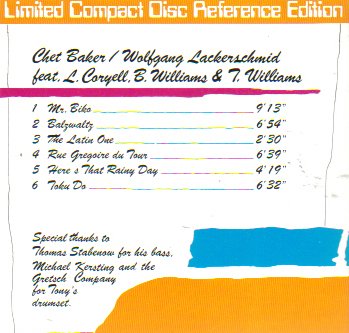 Limited Compact Disc Reference Edition
Chet Baker / Wolfgang Lackerschmid
feat. L. Coryell, B. Williams & T. Williams
1 Mr. Biko 9'13"
2 Balzwaltz 6'54"
3 The Latin One 2'30"
4 Rue Gregoire du Tour 6'39"
5 Here's That Rainy Day 4'19"
6 Toku Do 6'32"
Special thanks to
Thomas Stabenow for his bass,
Michael Kersting and the
Gretsch Company
for Tony's
drumset.